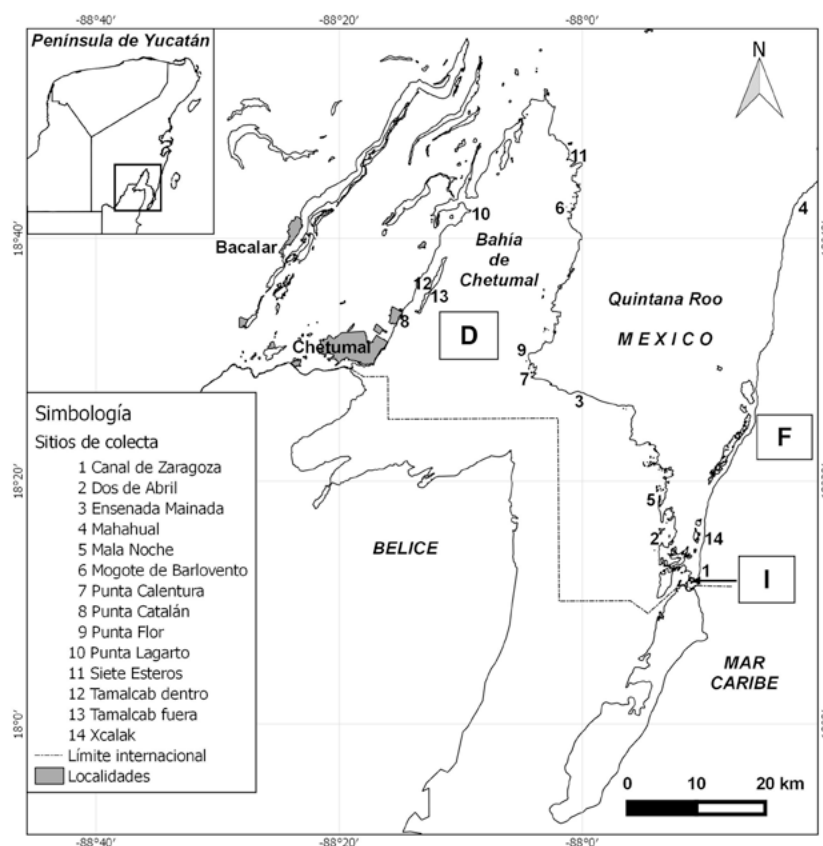 -88°40'
-88°20'
-88°0'
Península de Yucatán
N
11
6
4
10
18°40'
Bacalar
Bahía
de
Chetumal
12
13
Quintana Roo
8
D
MEXICO
Chetumal
9
7
3
Simbología
Sitios de colecta
1 Canal de Zaragoza
2 Dos de Abril
3 Ensenada Mainada
4 Mahahual
5 Mala Noche
6 Mogote de Barlovento
7 Punta Calentura
8 Punta Catalán
9 Punta Flor
10 Punta Lagarto
11 Siete Esteros
12 Tamalcab dentro
13 Tamalcab fuera
14 Xcalak
Límite internacional
Localidades
F
18°20'
5
2
14
BELICE
1
I
MAR
CARIBE
18°0'
0 10 20 km
-88°40'
-88°20'
-88°0'